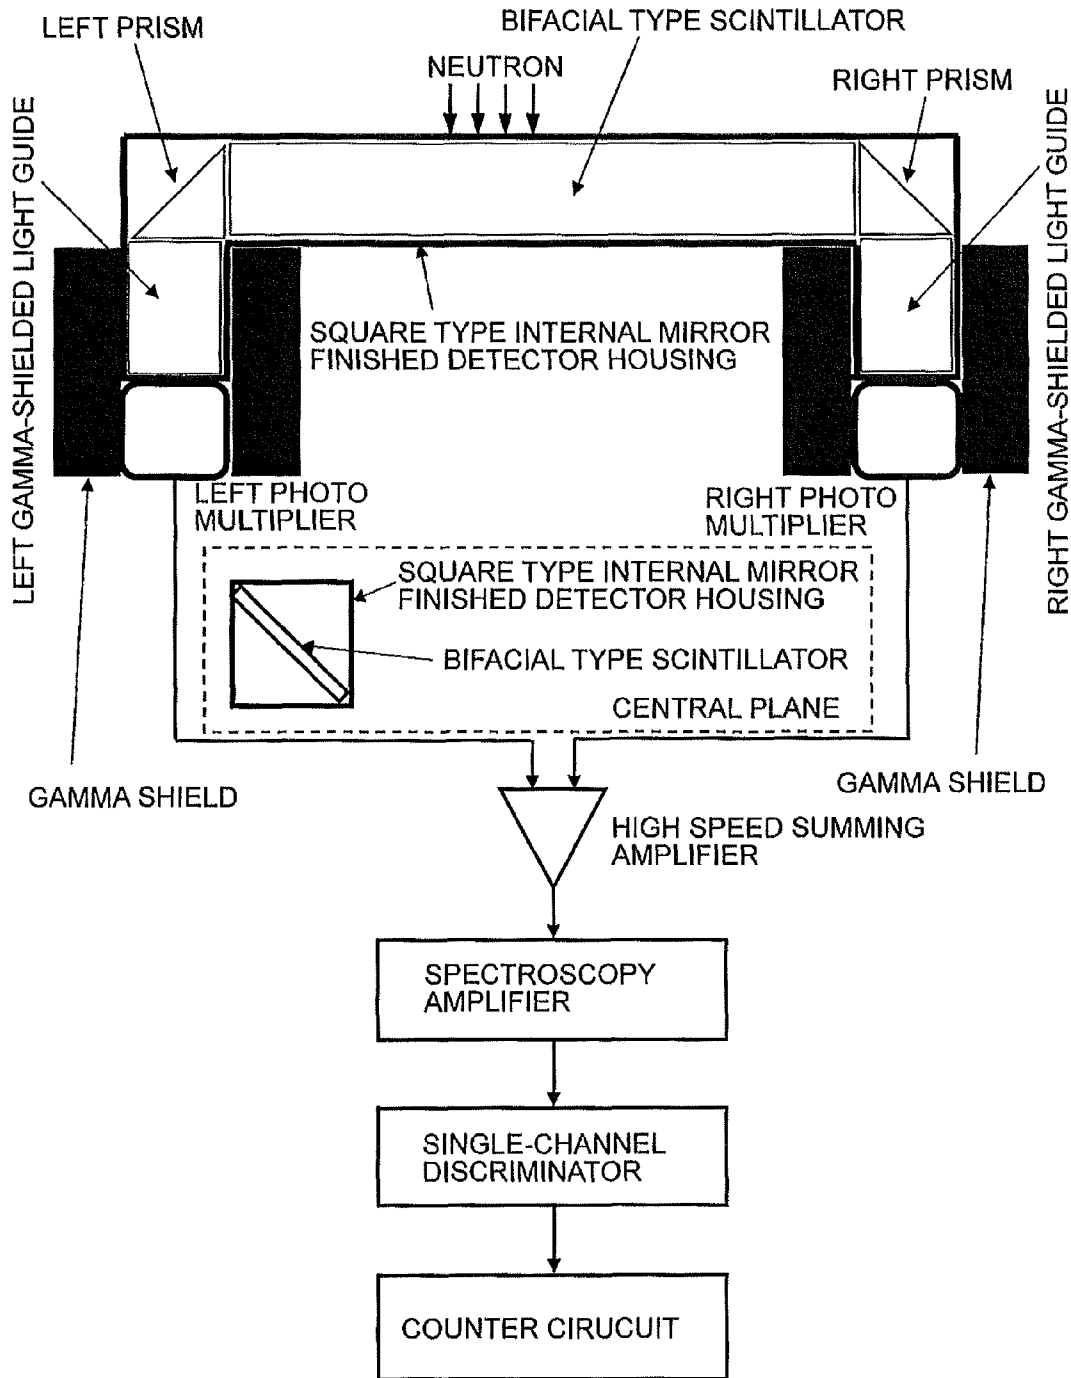 LEFT PRISM
BIFACIAL TYPE SCINTILLATOR
NEUTRON
RIGHT PRISM
LEFT GAMMA-SHIELDED LIGHT GUIDE
RIGHT GAMMA-SHIELDED LIGHT GUIDE
SQUARE TYPE INTERNAL MIRROR
FINISHED DETECTOR HOUSING
LEFT PHOTO
MULTIPLIER
RIGHT PHOTO
MULTIPLIER
SQUARE TYPE INTERNAL MIRROR
FINISHED DETECTOR HOUSING
BIFACIAL TYPE SCINTILLATOR
CENTRAL PLANE
GAMMA SHIELD
GAMMA SHIELD
HIGH SPEED SUMMING
AMPLIFIER
SPECTROSCOPY
AMPLIFIER
SINGLE-CHANNEL
DISCRIMINATOR
COUNTER CIRUCUIT